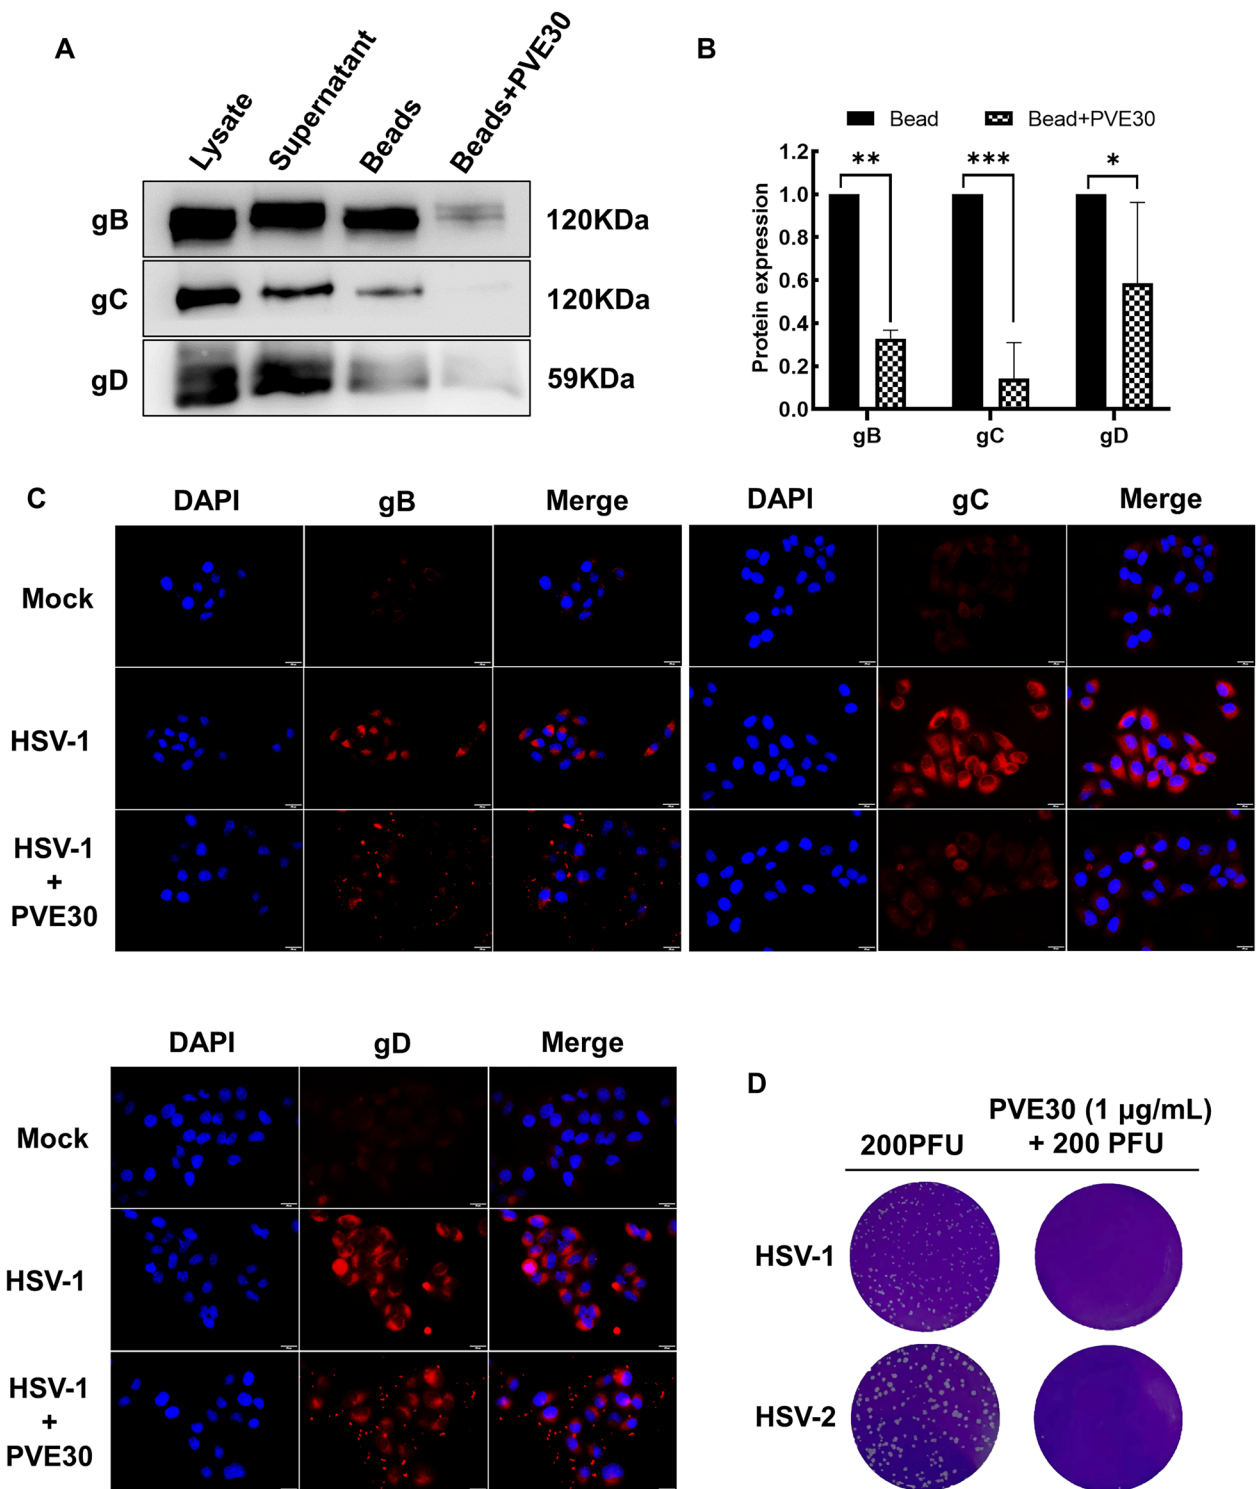 A
Lysate
Supernatant
Beads
Beads+PVE30
gB
120KDa
gC
120KDa
gD
59KDa
B
Bead
Bead+PVE30
Protein expression
1.2
1.0
0.8
0.6
0.4
0.2
0.0
**
***
*
gB
gC
gD
C
DAPI
gB
Merge
DAPI
gC
Merge
Mock
HSV-1
HSV-1
+
PVE30
DAPI
gD
Merge
Mock
HSV-1
HSV-1
+
PVE30
D
200PFU
PVE30 (1 μg/mL)
+ 200 PFU
HSV-1
HSV-2